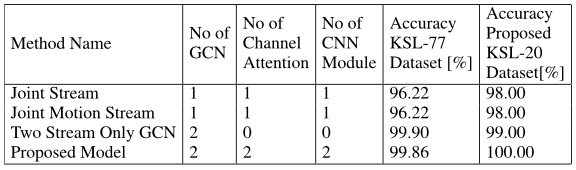 Method Name No of GCN No of Channel Attention No of CNN Module Accuracy KSL-77 Dataset [%] Accuracy Proposed KSL-20 Dataset[%]
Joint Stream 1 1 1 96.22 98.00
Joint Motion Stream 1 1 1 96.22 98.00
Two Stream Only GCN 2 0 0 99.90 99.00
Proposed Model 2 2 2 99.86 100.00